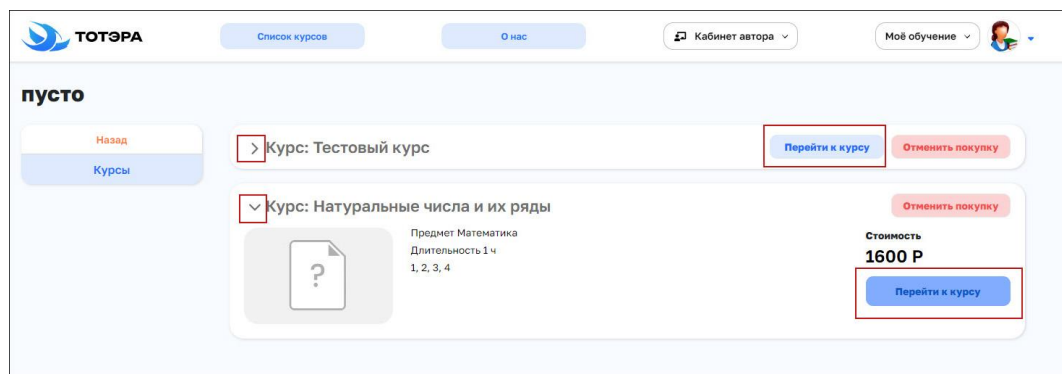 ТОТЭРА
Список курсов
О нас
Кабинет автора
Моё обучение
пусто
Назад
Курсы
Курс: Тестовый курс
Перейти к курсу
Отменить покупку
Курс: Натуральные числа и их ряды
Отменить покупку
?
Предмет Математика
Длительность 1 ч
1, 2, 3, 4
Стоимость
1600 Р
Перейти к курсу